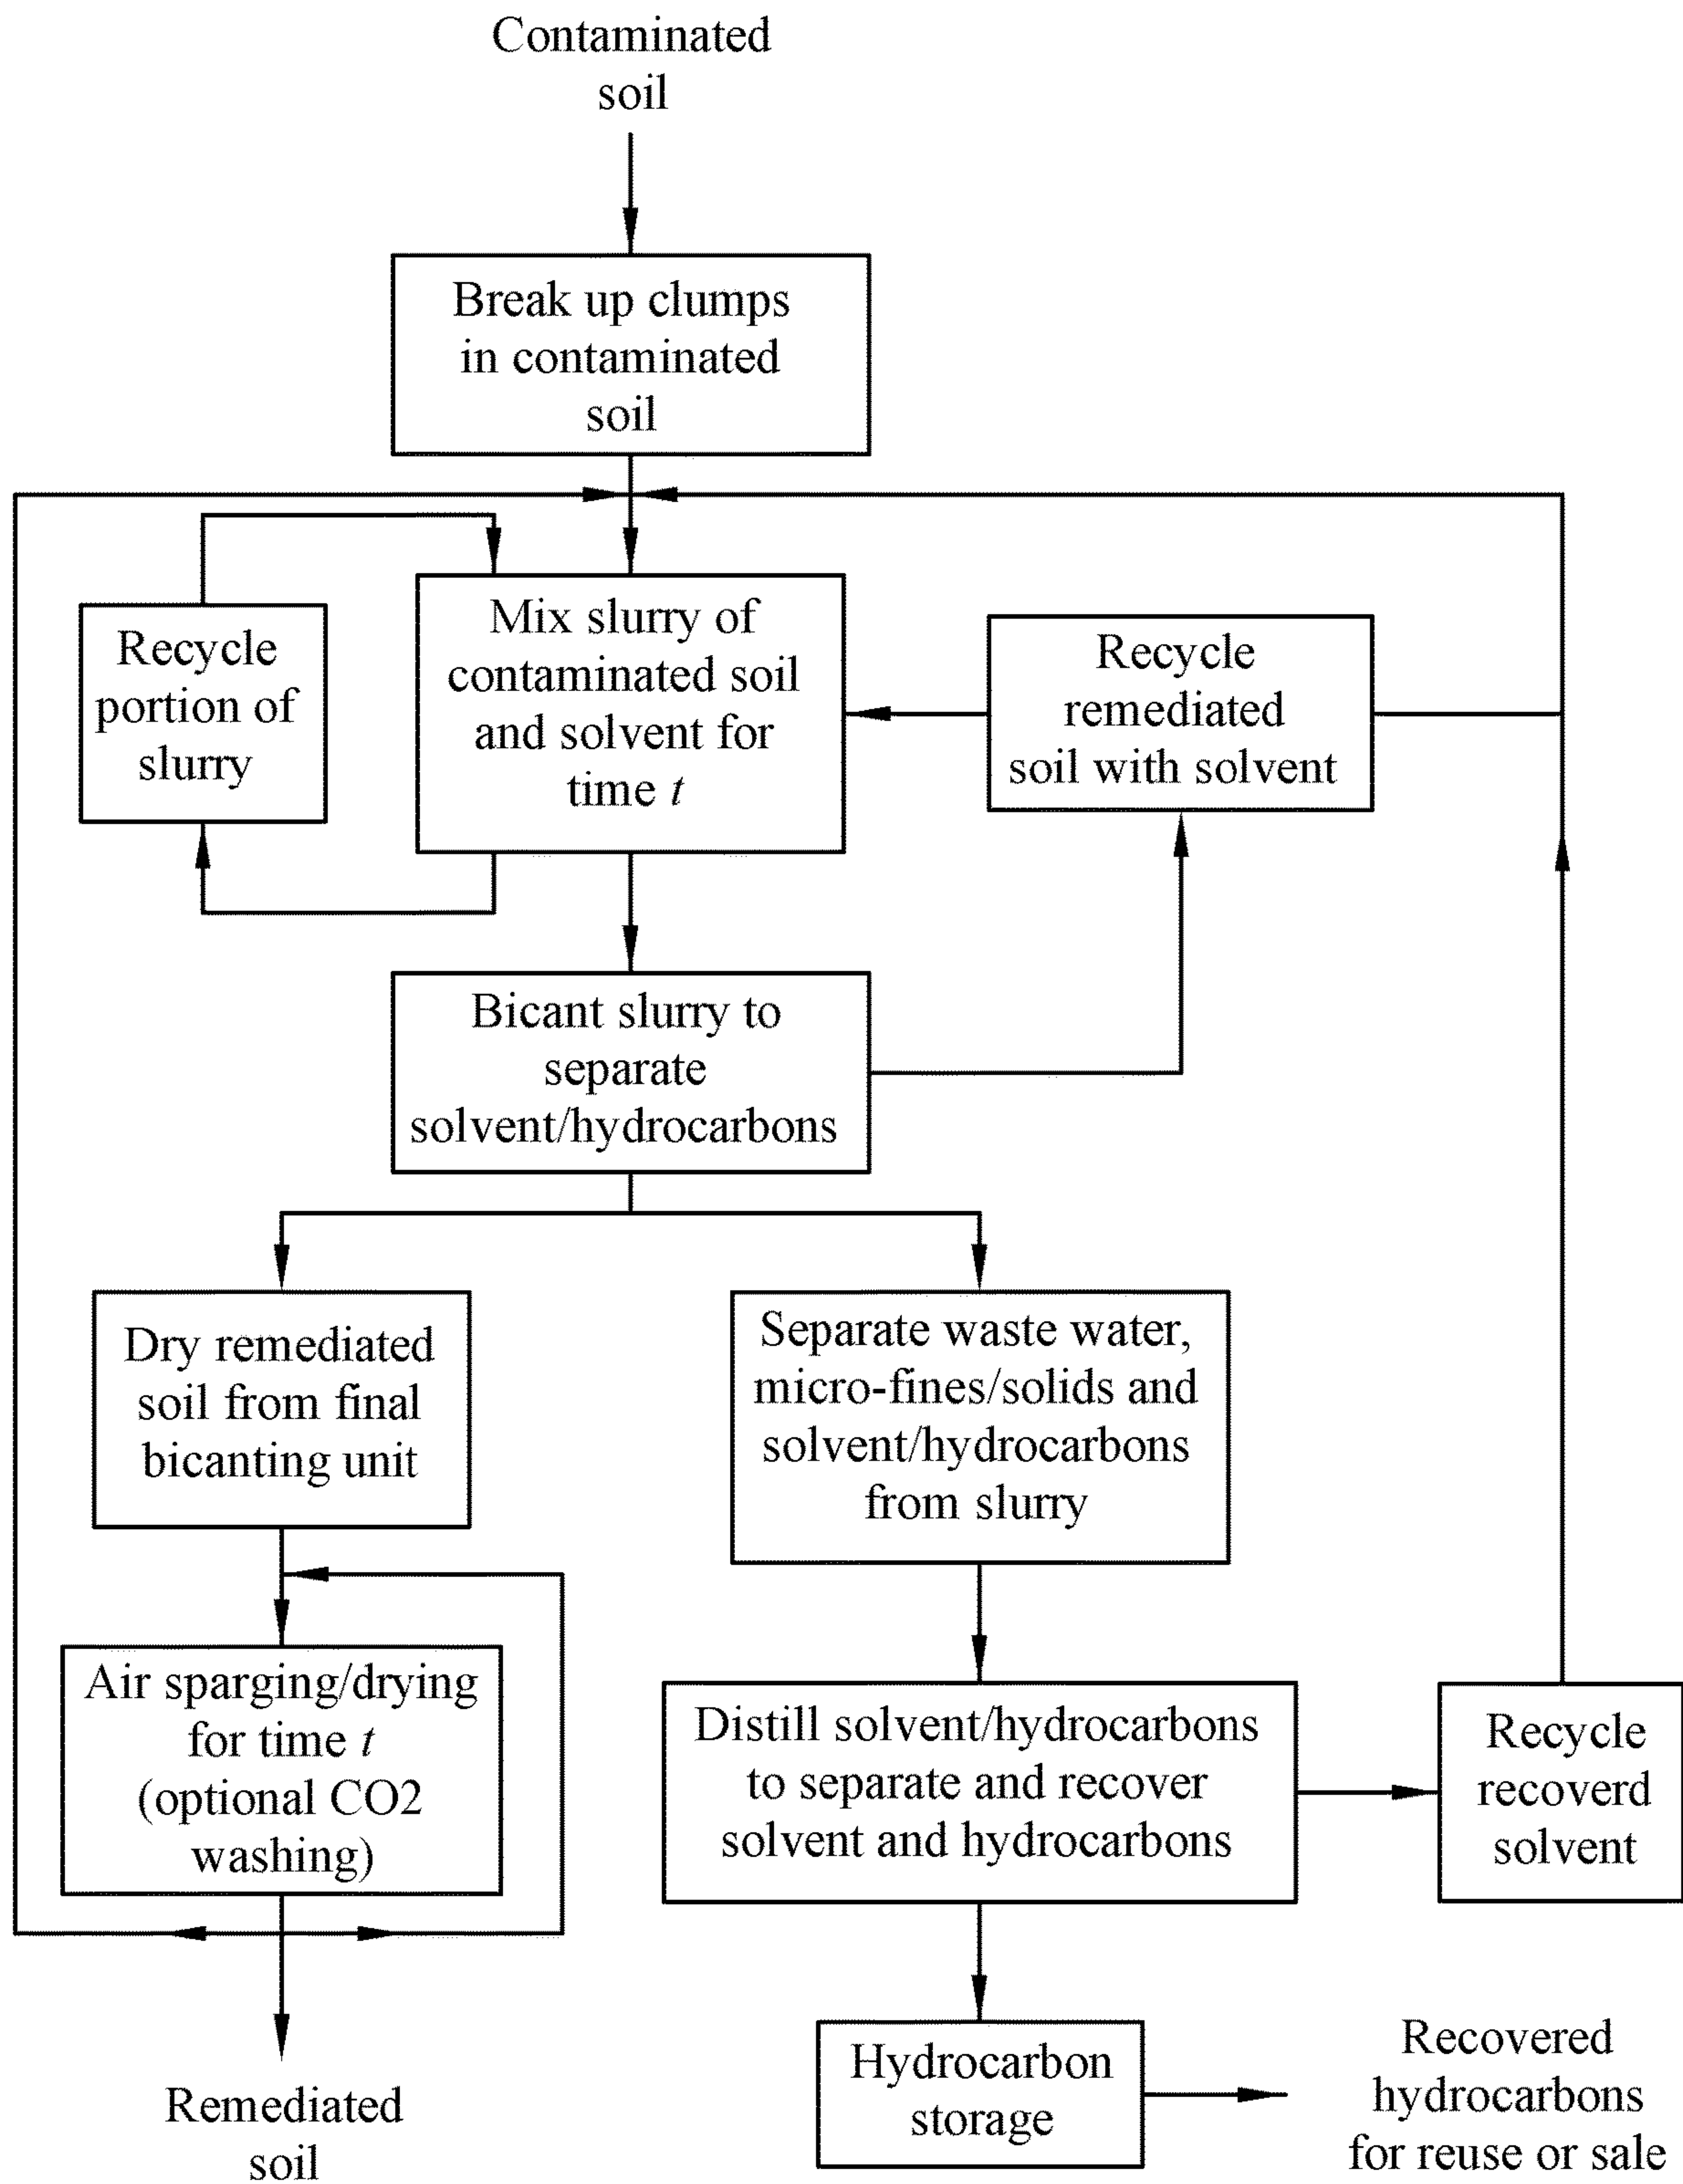 Contaminated
soil
Break up clumps
in contaminated
soil
Recycle
portion of
slurry
Mix slurry of
contaminated soil
and solvent for
time t
Recycle
remediated
soil with solvent
Bicant slurry to
separate
solvent/hydrocarbons
Dry remediated
soil from final
bicanting unit
Separate waste water,
micro-fines/solids and
solvent/hydrocarbons
from slurry
Air sparging/drying
for time t
(optional CO2
washing)
Distill solvent/hydrocarbons
to separate and recover
solvent and hydrocarbons
Recycle
recoverd
solvent
Remediated
soil
Hydrocarbon
storage
Recovered
hydrocarbons
for reuse or sale